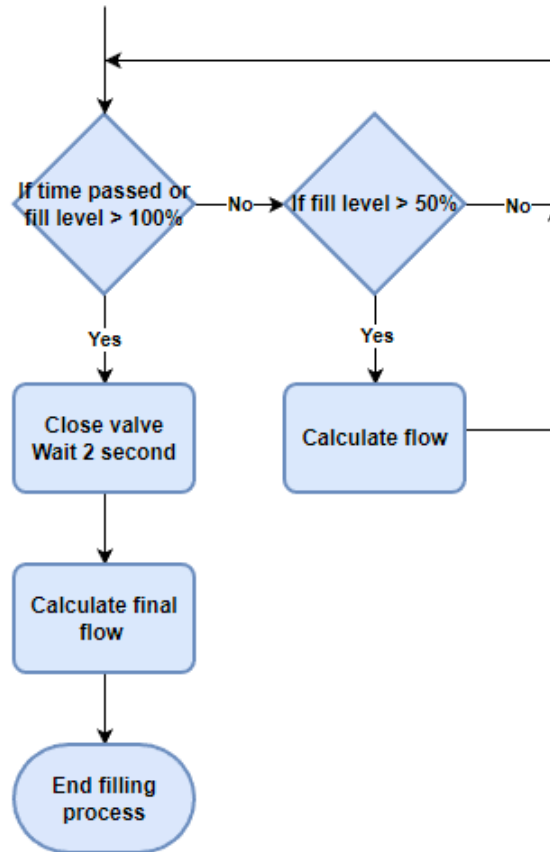 If time passed or
fill level > 100%
No
If fill level > 50%
No
Yes
Yes
Close valve
Wait 2 second
Calculate flow
Calculate final
flow
End filling
process